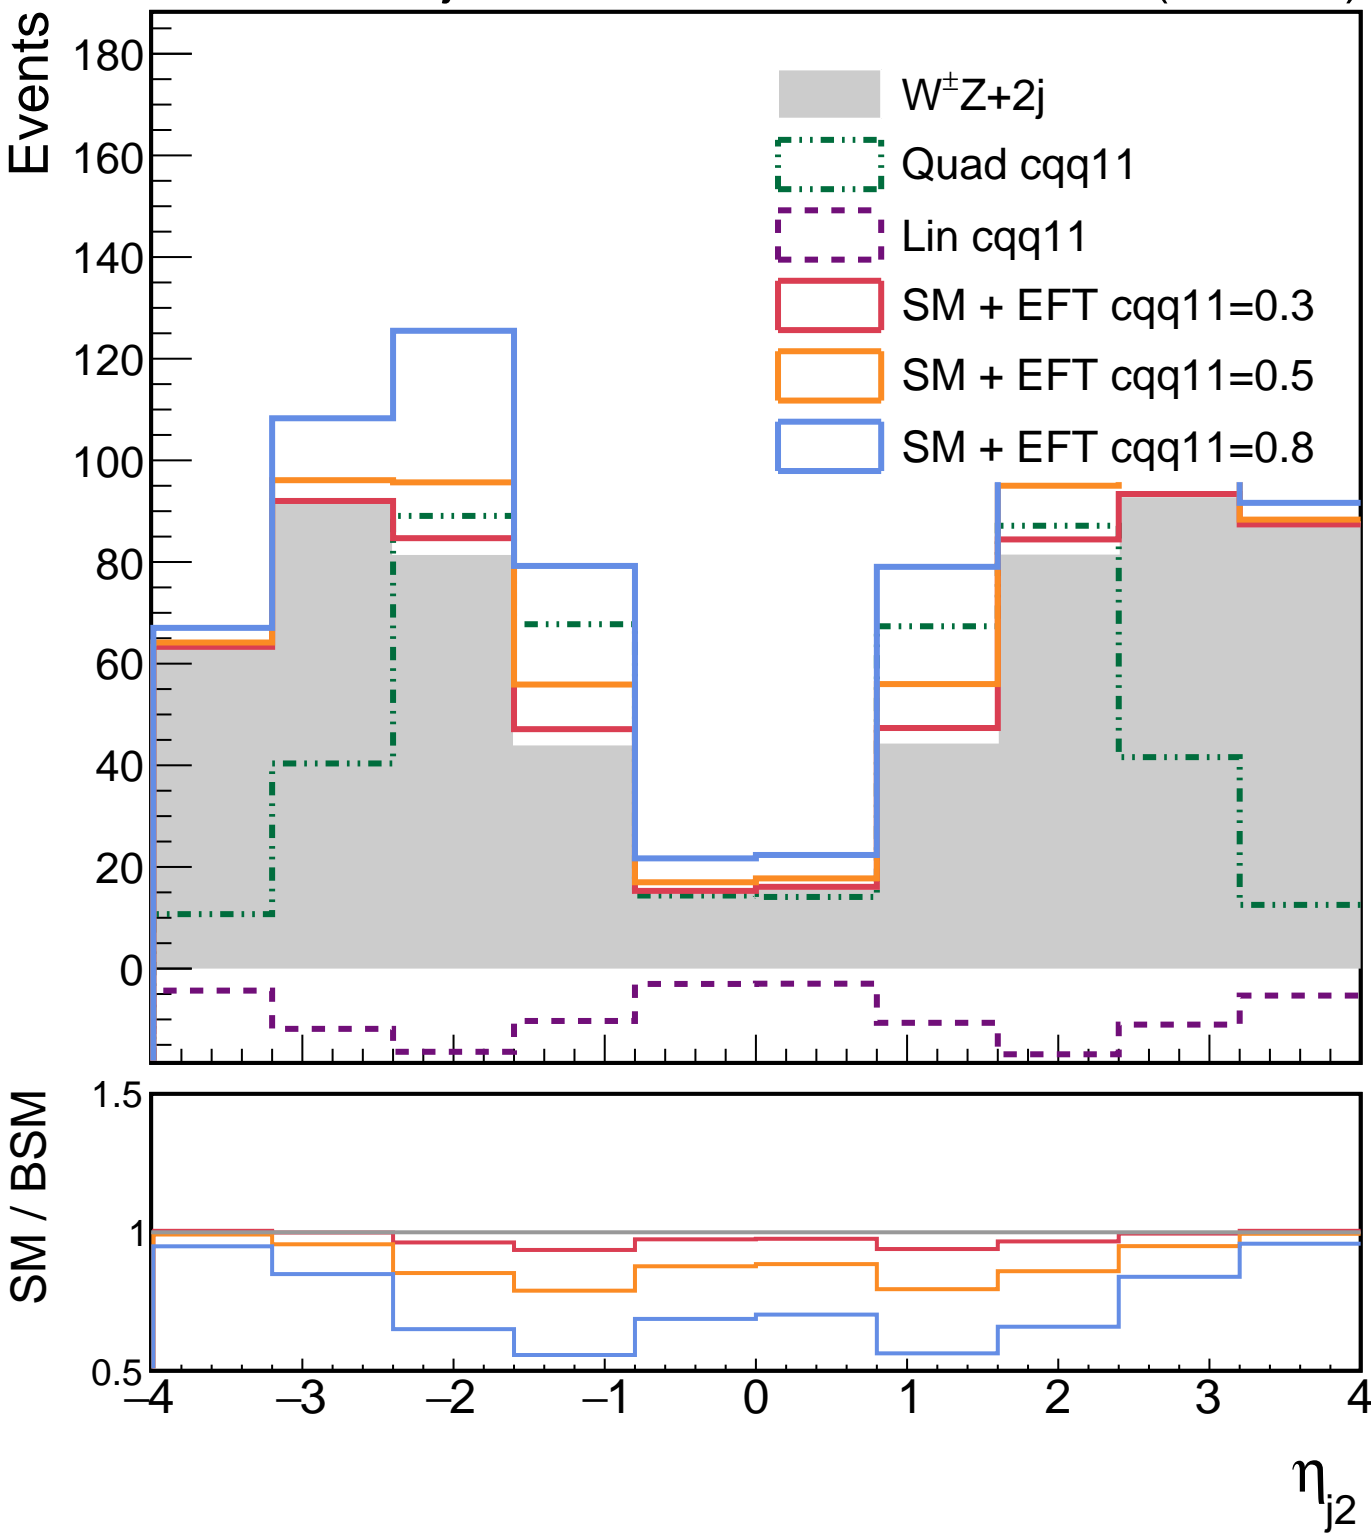 Events
180
160
140
120
100
80
60
40
20
0
W±Z+2j
Quad cqq11
Lin cqq11
SM + EFT cqq11=0.3
SM + EFT cqq11=0.5
SM + EFT cqq11=0.8
SM / BSM
1.5
1
0.5
−4 −3 −2 −1 0 1 2 3 4
ηj2